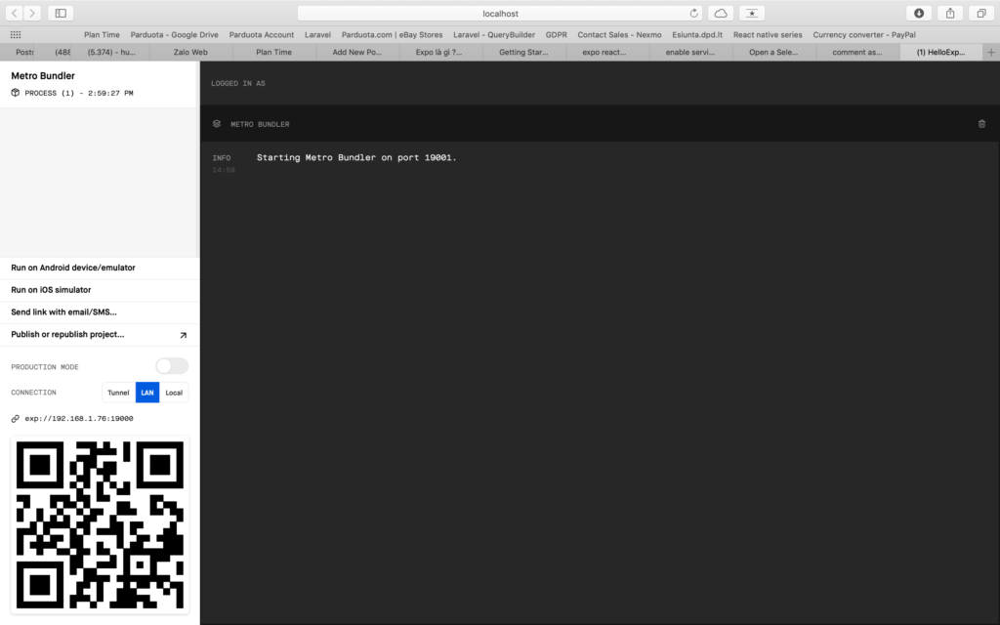 localhost
Plan Time Parduota - Google Drive Parduota Account Laravel Parduota.com | eBay Stores Laravel - QueryBuilder GDPR Contact Sales - Nexmo Esiunta.dpd.lt React native series Currency converter - PayPal
(5.374) - hu... Zalo Web Plan Time Add New Po... Expo là gì ?... Getting Star... expo react... enable servi... Open a Sele... comment as... (1) HelloExp...
Metro Bundler
PROCESS (1) - 2:59:27 PM
LOGGED IN AS
METRO BUNDLER
INFO Starting Metro Bundler on port 19001.
14:59
Run on Android device/emulator
Run on iOS simulator
Send link with email/SMS...
Publish or republish project...
PRODUCTION MODE
CONNECTION Tunnel LAN Local
exp://192.168.1.76:19000